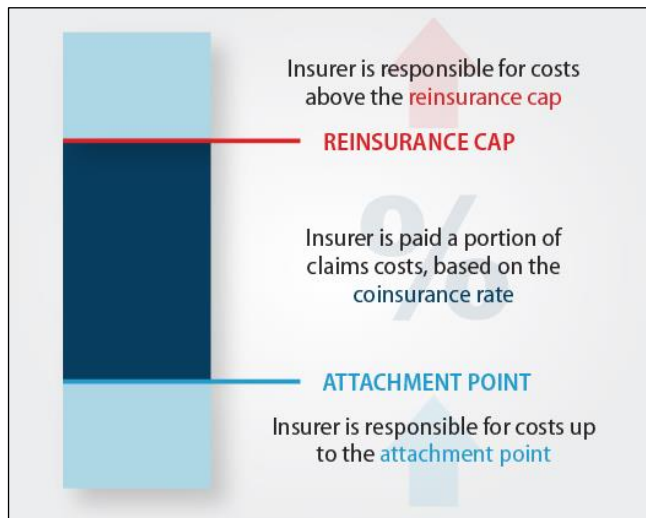 Insurer is responsible for costs
above the reinsurance cap
REINSURANCE CAP
%
Insurer is paid a portion of
claims costs, based on the
coinsurance rate
ATTACHMENT POINT
Insurer is responsible for costs up
to the attachment point